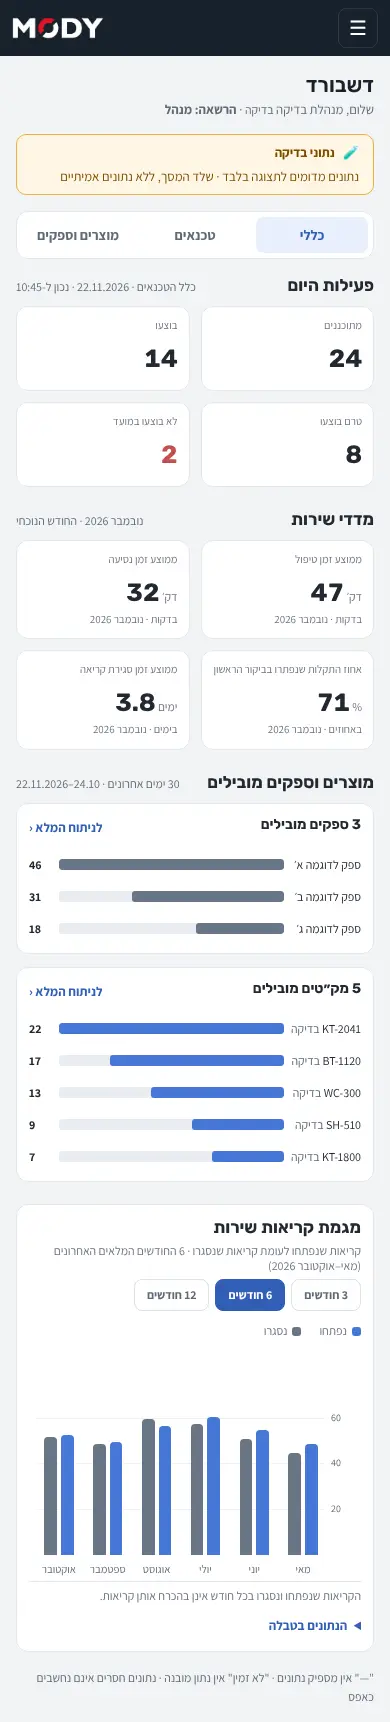 MODY
☰
דשבורד
שלום, מנהלת בדיקה בדיקה · הרשאה: מנהל
🧪 נתוני בדיקה
נתונים מדומים לתצוגה בלבד · שלד המסך, ללא נתונים אמיתיים
כללי
טכנאים
מוצרים וספקים
פעילות היום
כלל הטכנאים · 22.11.2026 · נכון ל-10:45
מתוכננים
24
בוצעו
14
טרם בוצעו
8
לא בוצעו במועד
2
מדדי שירות
נובמבר 2026 · החודש הנוכחי
ממוצע זמן טיפול
47 דק׳
בדקות · נובמבר 2026
ממוצע זמן נסיעה
32 דק׳
בדקות · נובמבר 2026
אחוז התקלות שנפתרו בביקור הראשון
71 %
באחוזים · נובמבר 2026
ממוצע זמן סגירת קריאה
3.8 ימים
בימים · נובמבר 2026
מוצרים וספקים מובילים
30 ימים אחרונים · 24.10–22.11.2026
3 ספקים מובילים
לניתוח המלא ›
ספק לדוגמה א׳ 46
ספק לדוגמה ב׳ 31
ספק לדוגמה ג׳ 18
5 מק״טים מובילים
לניתוח המלא ›
KT-2041 בדיקה 22
BT-1120 בדיקה 17
WC-300 בדיקה 13
SH-510 בדיקה 9
KT-1800 בדיקה 7
מגמת קריאות שירות
קריאות שנפתחו לעומת קריאות שנסגרו · 6 החודשים המלאים האחרונים
(מאי–אוקטובר 2026)
3 חודשים
6 חודשים
12 חודשים
נפתחו
נסגרו
60
40
20
מאי
יוני
יולי
אוגוסט
ספטמבר
אוקטובר
הקריאות שנפתחו ונסגרו בכל חודש אינן בהכרח אותן קריאות.
◀ הנתונים בטבלה
"—" אין מספיק נתונים · "לא זמין" אין נתון מובנה · נתונים חסרים אינם נחשבים
כאפס